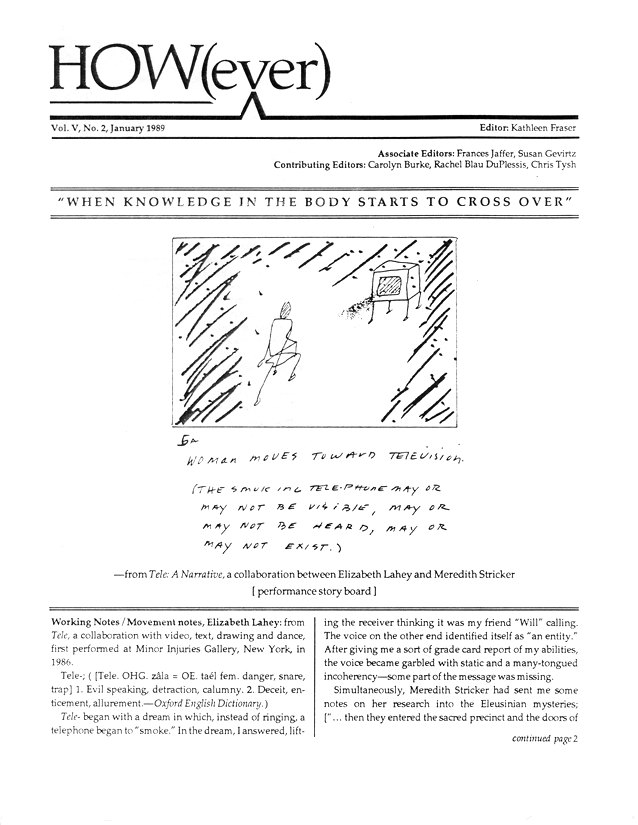 HOW(ever)
Vol. V, No. 2, January 1989
Editor: Kathleen Fraser
Associate Editors: Frances Jaffer, Susan Gevirtz
Contributing Editors: Carolyn Burke, Rachel Blau DuPlessis, Chris Tysh
"WHEN KNOWLEDGE IN THE BODY STARTS TO CROSS OVER"
WOMAN MOVES TOWARD TELEVISION.
(THE SMOKING TELE-PHONE MAY OR
MAY NOT BE VISIBLE, MAY OR
MAY NOT BE HEARD, MAY OR
MAY NOT EXIST.)
—from Tele: A Narrative, a collaboration between Elizabeth Lahey and Meredith Stricker
[ performance story board ]
Working Notes / Movement notes, Elizabeth Lahey: from
Tele, a collaboration with video, text, drawing and dance,
first performed at Minor Injuries Gallery, New York, in
1986.
Tele-; ( [Tele. OHG. zâla = OE. taél fem. danger, snare,
trap] 1. Evil speaking, detraction, calumny. 2. Deceit, en-
ticement, allurement.—Oxford English Dictionary.)
Tele- began with a dream in which, instead of ringing, a
telephone began to "smoke." In the dream, I answered, lift-
ing the receiver thinking it was my friend "Will" calling.
The voice on the other end identified itself as "an entity."
After giving me a sort of grade card report of my abilities,
the voice became garbled with static and a many-tongued
incoherency—some part of the message was missing.
Simultaneously, Meredith Stricker had sent me some
notes on her research into the Eleusinian mysteries;
["... then they entered the sacred precinct and the doors of
continued page 2